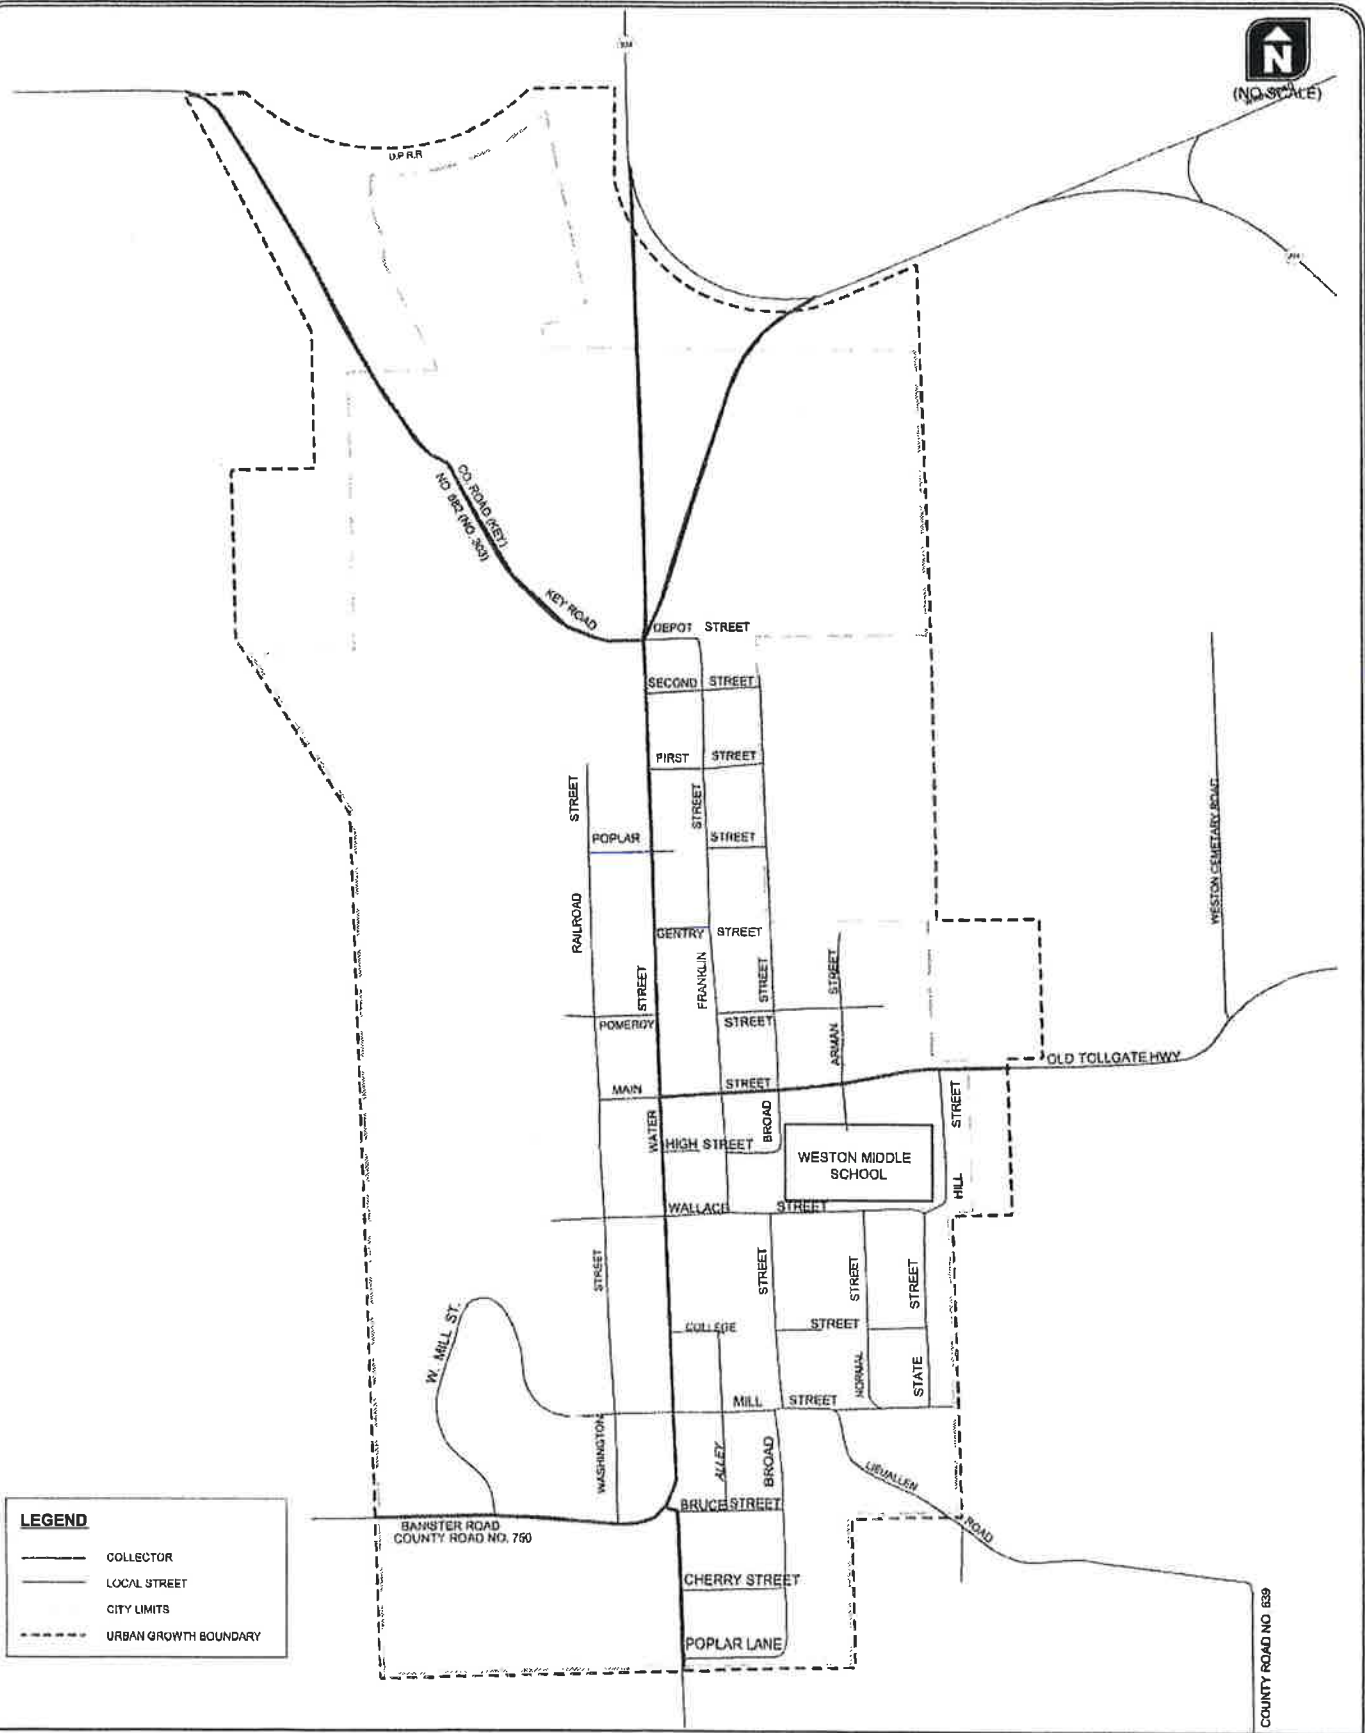 N
(NO SCALE)
U.P.R.R
CO. ROAD (KEY)
NO. 882 (NO. 303)
KEY ROAD
DEPOT STREET
SECOND STREET
FIRST STREET
STREET
STREET
POPLAR STREET
RAILROAD
GENTRY STREET
FRANKLIN
STREET
STREET
STREET
WESTON CEMETARY ROAD
POMEROY STREET
ARMAN
OLD TOLLGATE HWY
MAIN STREET
STREET
WATER
BROAD
HIGH STREET
WESTON MIDDLE
SCHOOL
HILL
WALLACE STREET
STREET
STREET
STREET
STREET
W. MILL ST.
COLLEGE STREET
NORMAL
STATE
MILL STREET
WASHINGTON
ALLEY
BROAD
LIEUALLEN
ROAD
BRUCE STREET
BANISTER ROAD
COUNTY ROAD NO. 750
CHERRY STREET
POPLAR LANE
COUNTY ROAD NO 639
LEGEND
COLLECTOR
LOCAL STREET
CITY LIMITS
URBAN GROWTH BOUNDARY